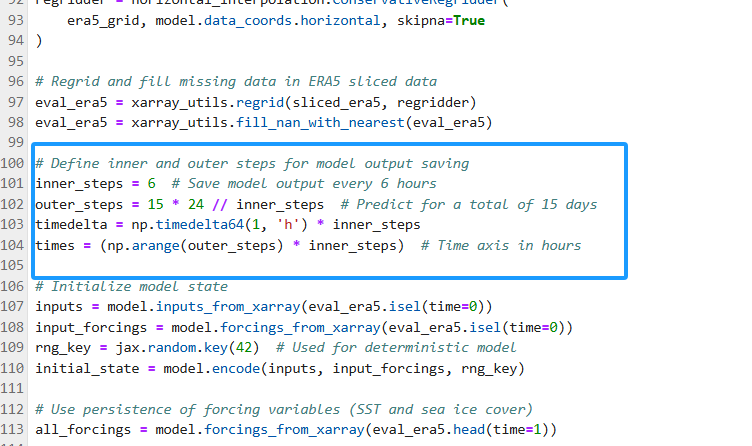 92 regridder = horizontal_interpolation.ConservativeRegridder(
93     era5_grid, model.data_coords.horizontal, skipna=True
94 )
95
96 # Regrid and fill missing data in ERA5 sliced data
97 eval_era5 = xarray_utils.regrid(sliced_era5, regridder)
98 eval_era5 = xarray_utils.fill_nan_with_nearest(eval_era5)
99
100 # Define inner and outer steps for model output saving
101 inner_steps = 6  # Save model output every 6 hours
102 outer_steps = 15 * 24 // inner_steps  # Predict for a total of 15 days
103 timedelta = np.timedelta64(1, 'h') * inner_steps
104 times = (np.arange(outer_steps) * inner_steps)  # Time axis in hours
105
106 # Initialize model state
107 inputs = model.inputs_from_xarray(eval_era5.isel(time=0))
108 input_forcings = model.forcings_from_xarray(eval_era5.isel(time=0))
109 rng_key = jax.random.key(42)  # Used for deterministic model
110 initial_state = model.encode(inputs, input_forcings, rng_key)
111
112 # Use persistence of forcing variables (SST and sea ice cover)
113 all_forcings = model.forcings_from_xarray(eval_era5.head(time=1))